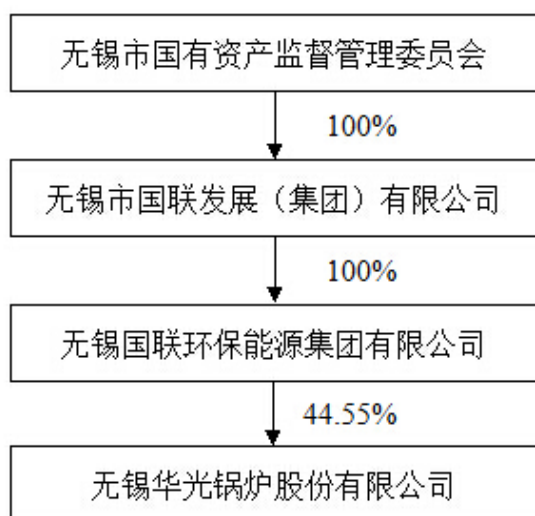 无锡市国有资产监督管理委员会
100%
无锡市国联发展（集团）有限公司
100%
无锡国联环保能源集团有限公司
44.55%
无锡华光锅炉股份有限公司